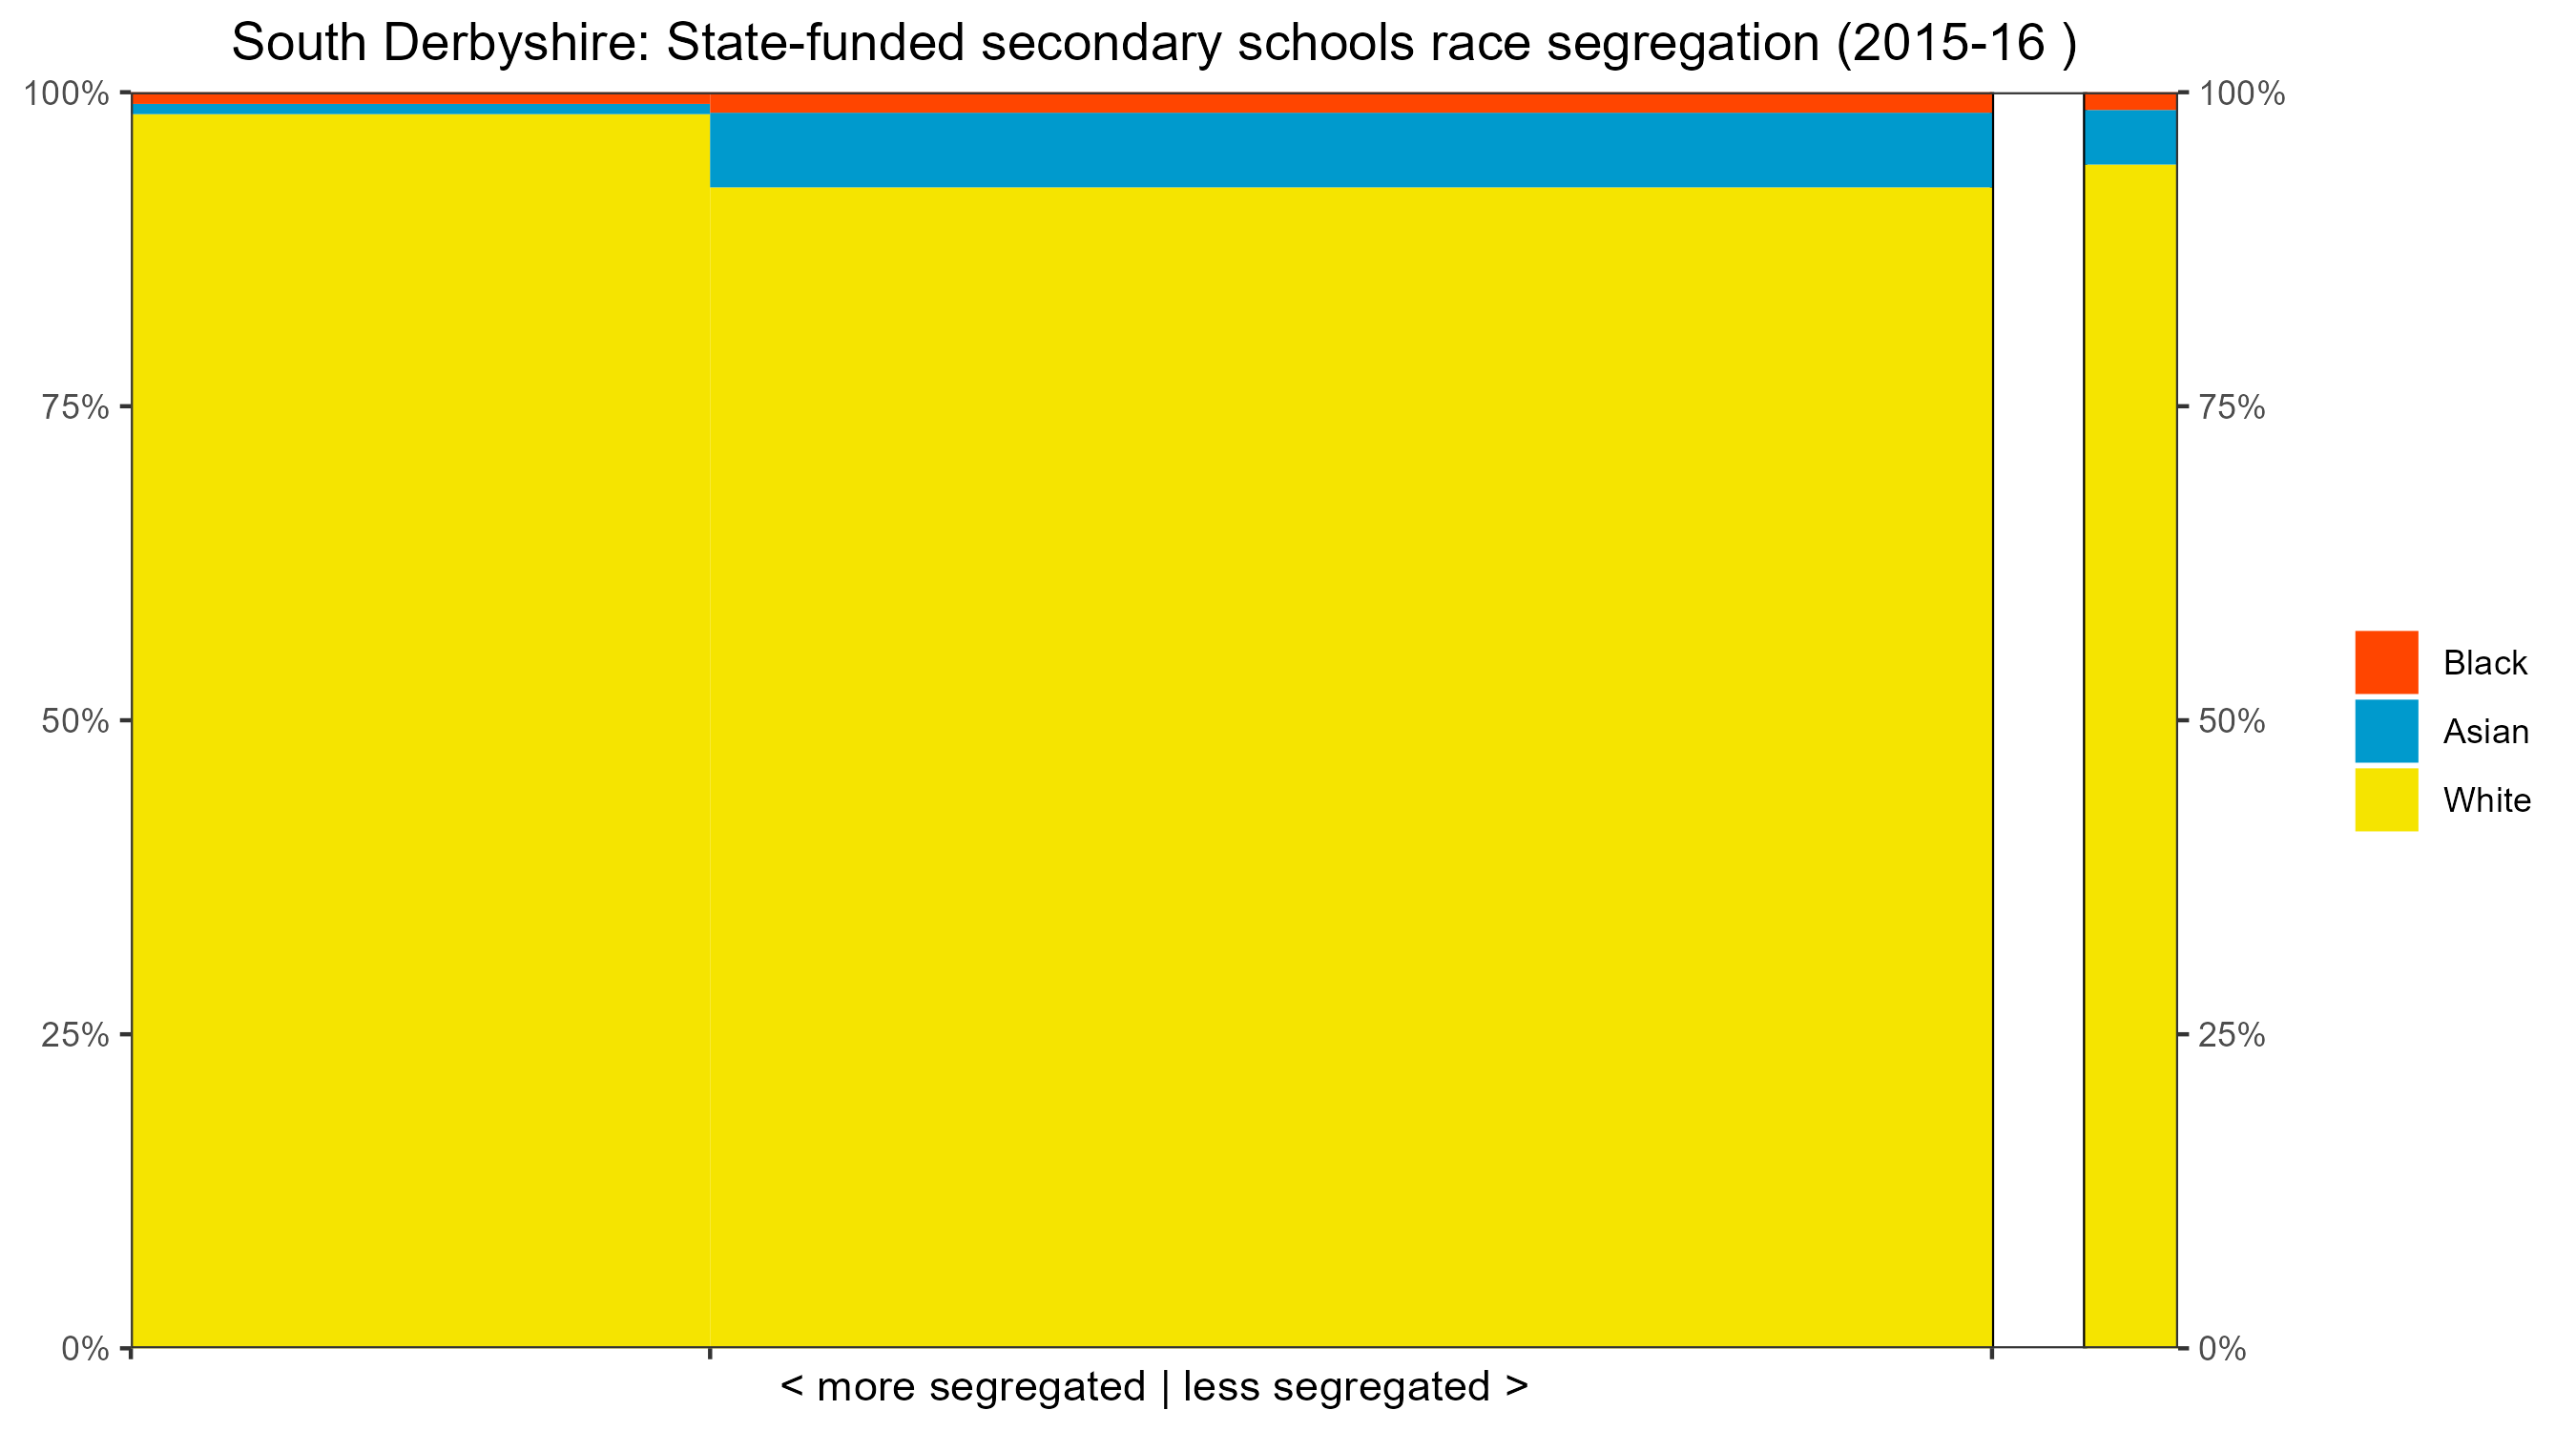 South Derbyshire: State-funded secondary schools race segregation (2015-16 )
100%
75%
50%
25%
0%
100%
75%
50%
25%
0%
Black
Asian
White
< more segregated | less segregated >